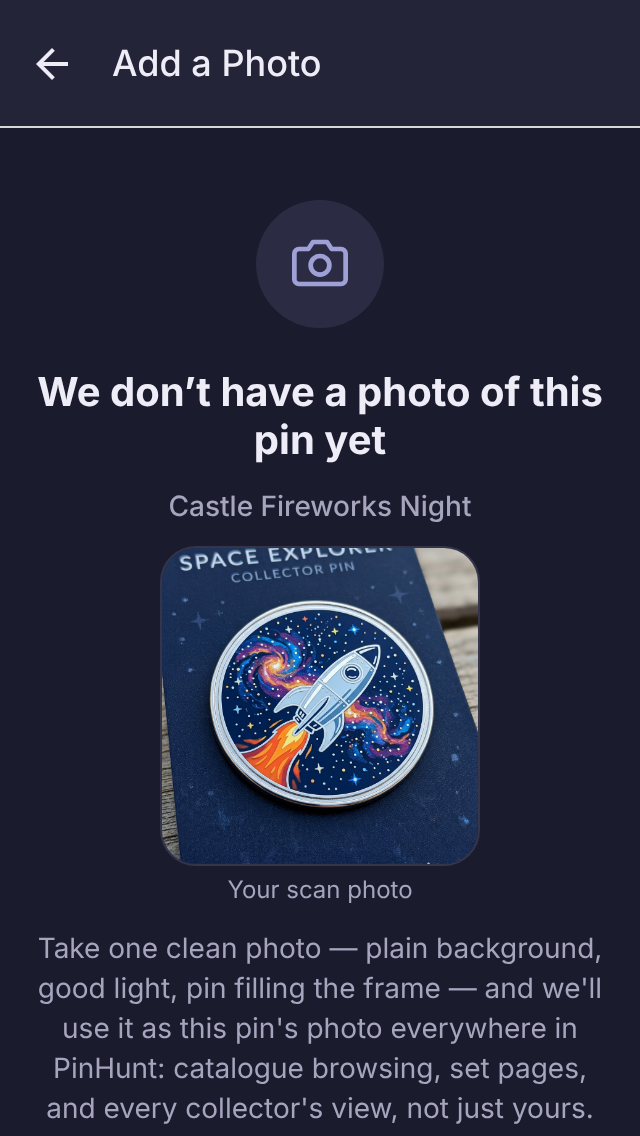 Add a Photo
We don’t have a photo of this
pin yet
Castle Fireworks Night
SPACE EXPLORER
COLLECTOR PIN
Your scan photo
Take one clean photo — plain background,
good light, pin filling the frame — and we'll
use it as this pin's photo everywhere in
PinHunt: catalogue browsing, set pages,
and every collector's view, not just yours.